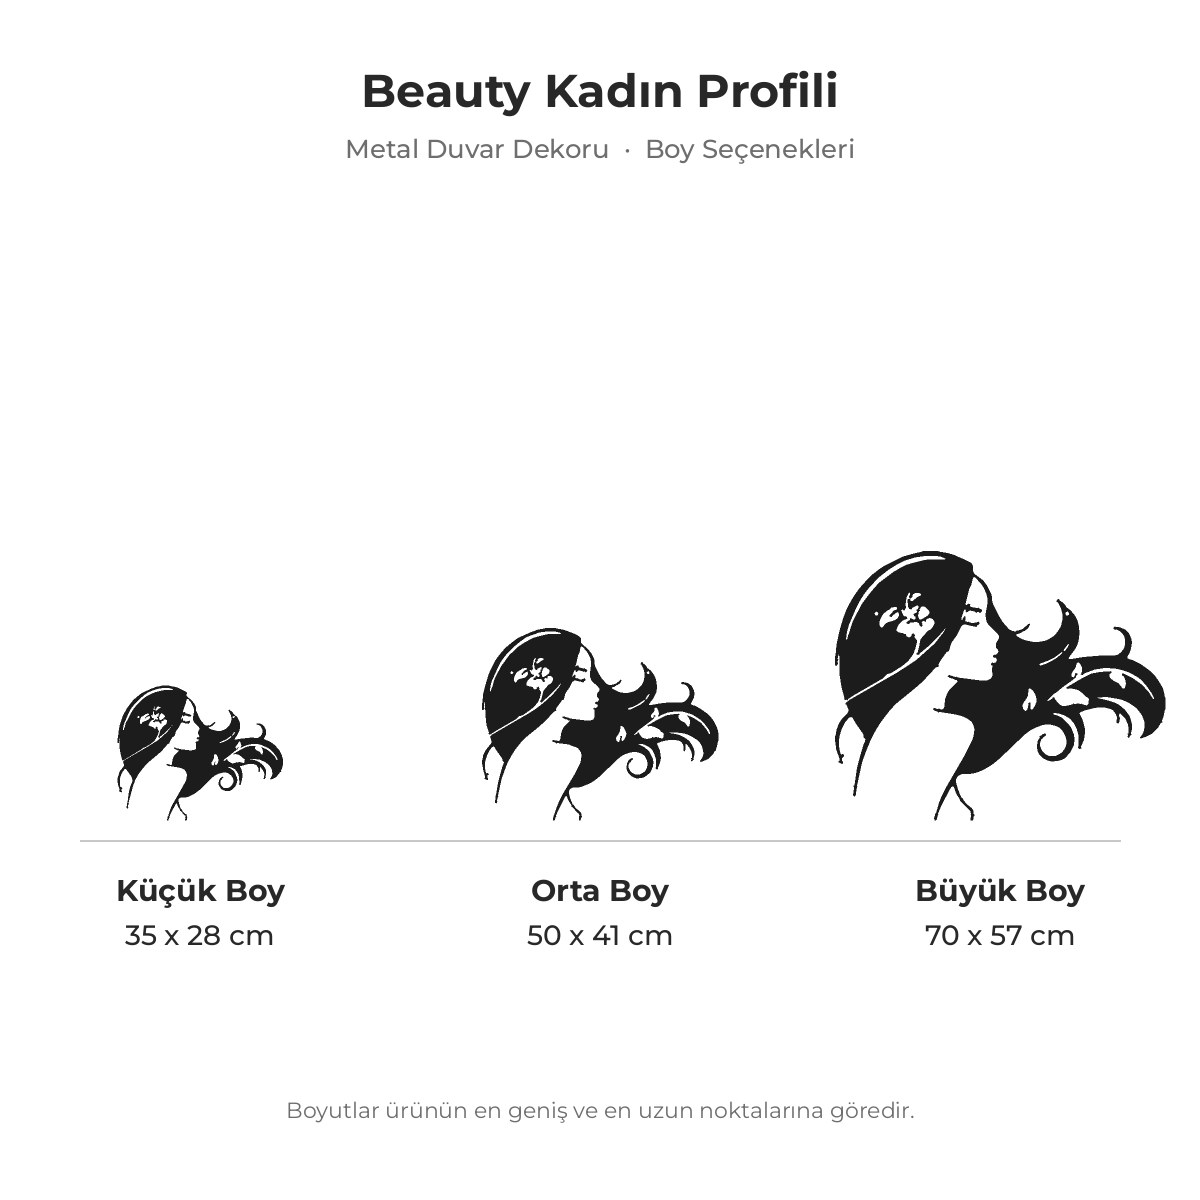 Beauty Kadın Profili
Metal Duvar Dekoru · Boy Seçenekleri
Küçük Boy
35 x 28 cm
Orta Boy
50 x 41 cm
Büyük Boy
70 x 57 cm
Boyutlar ürünün en geniş ve en uzun noktalarına göredir.